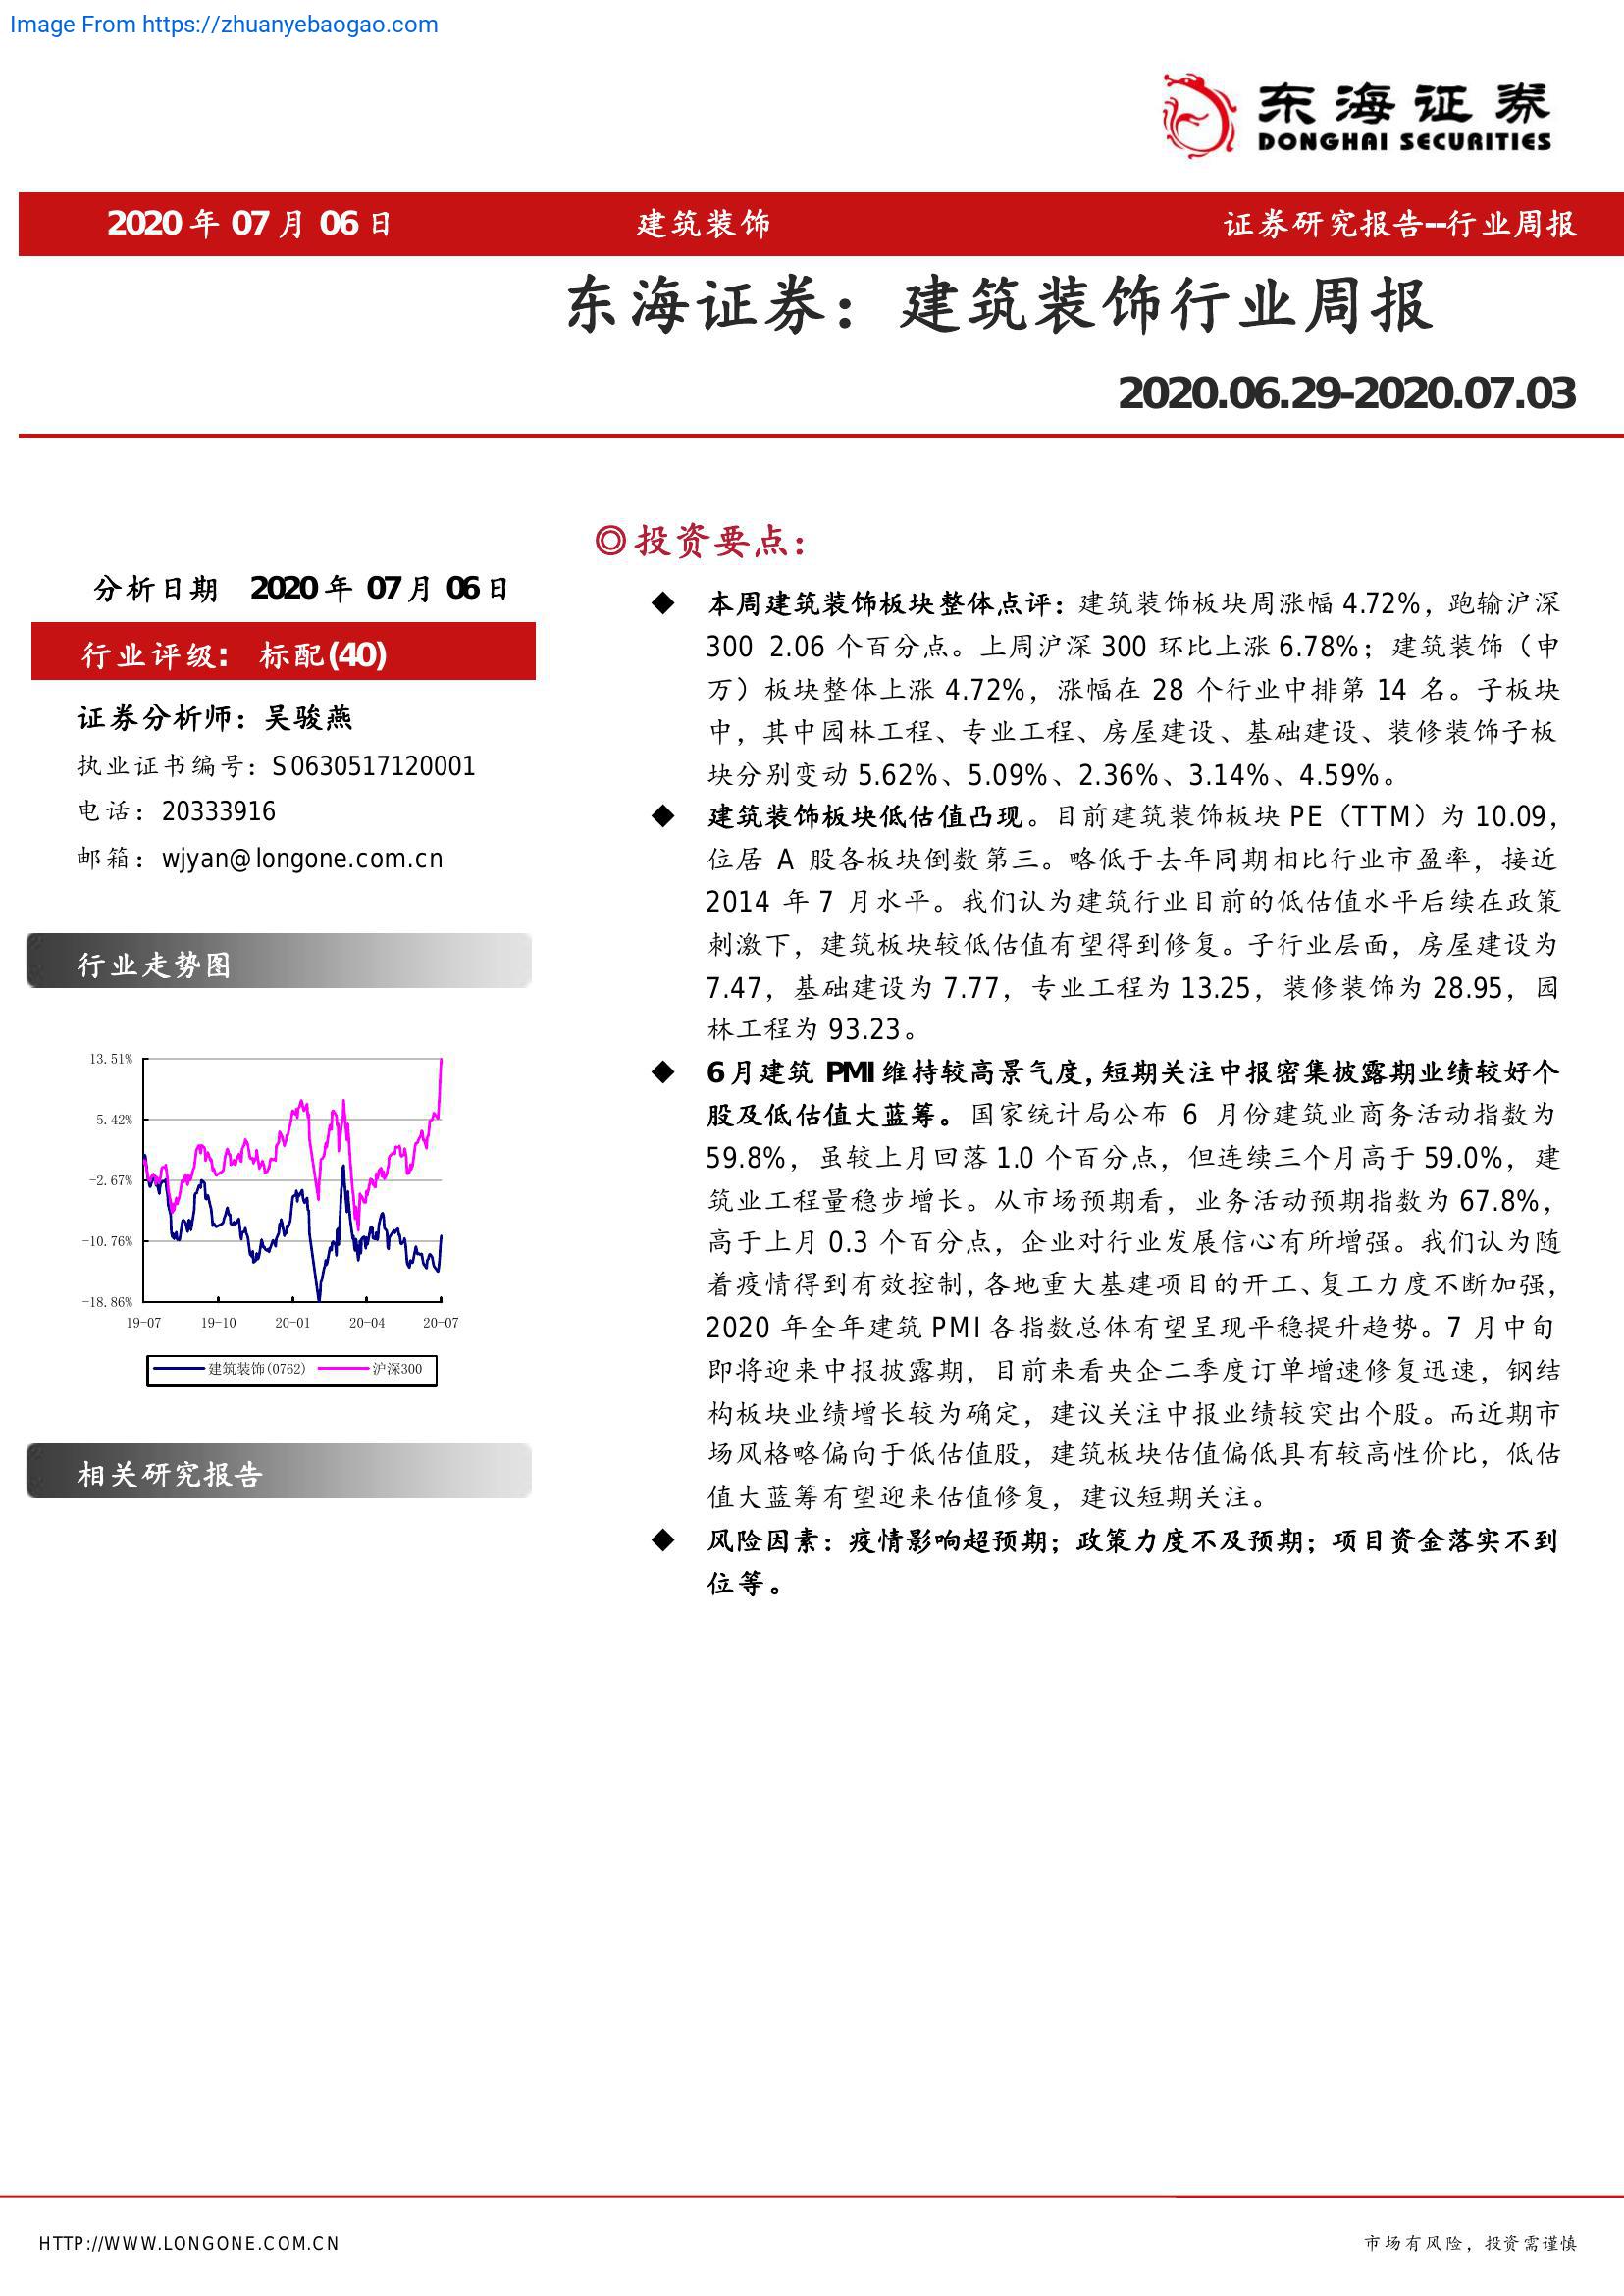 Image From https://zhuanyebaogao.com
东海证券
DONGHAI SECURITIES
2020 年 07 月 06 日 建筑装饰 证券研究报告--行业周报
东海证券：建筑装饰行业周报
2020.06.29-2020.07.03
分析日期 2020 年 07 月 06 日
行业评级: 标配(40)
证券分析师：吴骏燕
执业证书编号：S0630517120001
电话：20333916
邮箱：wjyan@longone.com.cn
行业走势图
13.51%
5.42%
-2.67%
-10.76%
-18.86%
19-07 19-10 20-01 20-04 20-07
建筑装饰(0762) 沪深300
相关研究报告
◎投资要点：
◆ 本周建筑装饰板块整体点评：建筑装饰板块周涨幅 4.72%，跑输沪深
300 2.06 个百分点。上周沪深 300 环比上涨 6.78%；建筑装饰（申
万）板块整体上涨 4.72%，涨幅在 28 个行业中排第 14 名。子板块
中，其中园林工程、专业工程、房屋建设、基础建设、装修装饰子板
块分别变动 5.62%、5.09%、2.36%、3.14%、4.59%。
◆ 建筑装饰板块低估值凸现。目前建筑装饰板块 PE（TTM）为 10.09，
位居 A 股各板块倒数第三。略低于去年同期相比行业市盈率，接近
2014 年 7 月水平。我们认为建筑行业目前的低估值水平后续在政策
刺激下，建筑板块较低估值有望得到修复。子行业层面，房屋建设为
7.47，基础建设为 7.77，专业工程为 13.25，装修装饰为 28.95，园
林工程为 93.23。
◆ 6 月建筑 PMI 维持较高景气度，短期关注中报密集披露期业绩较好个
股及低估值大蓝筹。国家统计局公布 6 月份建筑业商务活动指数为
59.8%，虽较上月回落 1.0 个百分点，但连续三个月高于 59.0%，建
筑业工程量稳步增长。从市场预期看，业务活动预期指数为 67.8%，
高于上月 0.3 个百分点，企业对行业发展信心有所增强。我们认为随
着疫情得到有效控制，各地重大基建项目的开工、复工力度不断加强，
2020 年全年建筑 PMI 各指数总体有望呈现平稳提升趋势。7 月中旬
即将迎来中报披露期，目前来看央企二季度订单增速修复迅速，钢结
构板块业绩增长较为确定，建议关注中报业绩较突出个股。而近期市
场风格略偏向于低估值股，建筑板块估值偏低具有较高性价比，低估
值大蓝筹有望迎来估值修复，建议短期关注。
◆ 风险因素：疫情影响超预期；政策力度不及预期；项目资金落实不到
位等。
HTTP://WWW.LONGONE.COM.CN 市场有风险，投资需谨慎